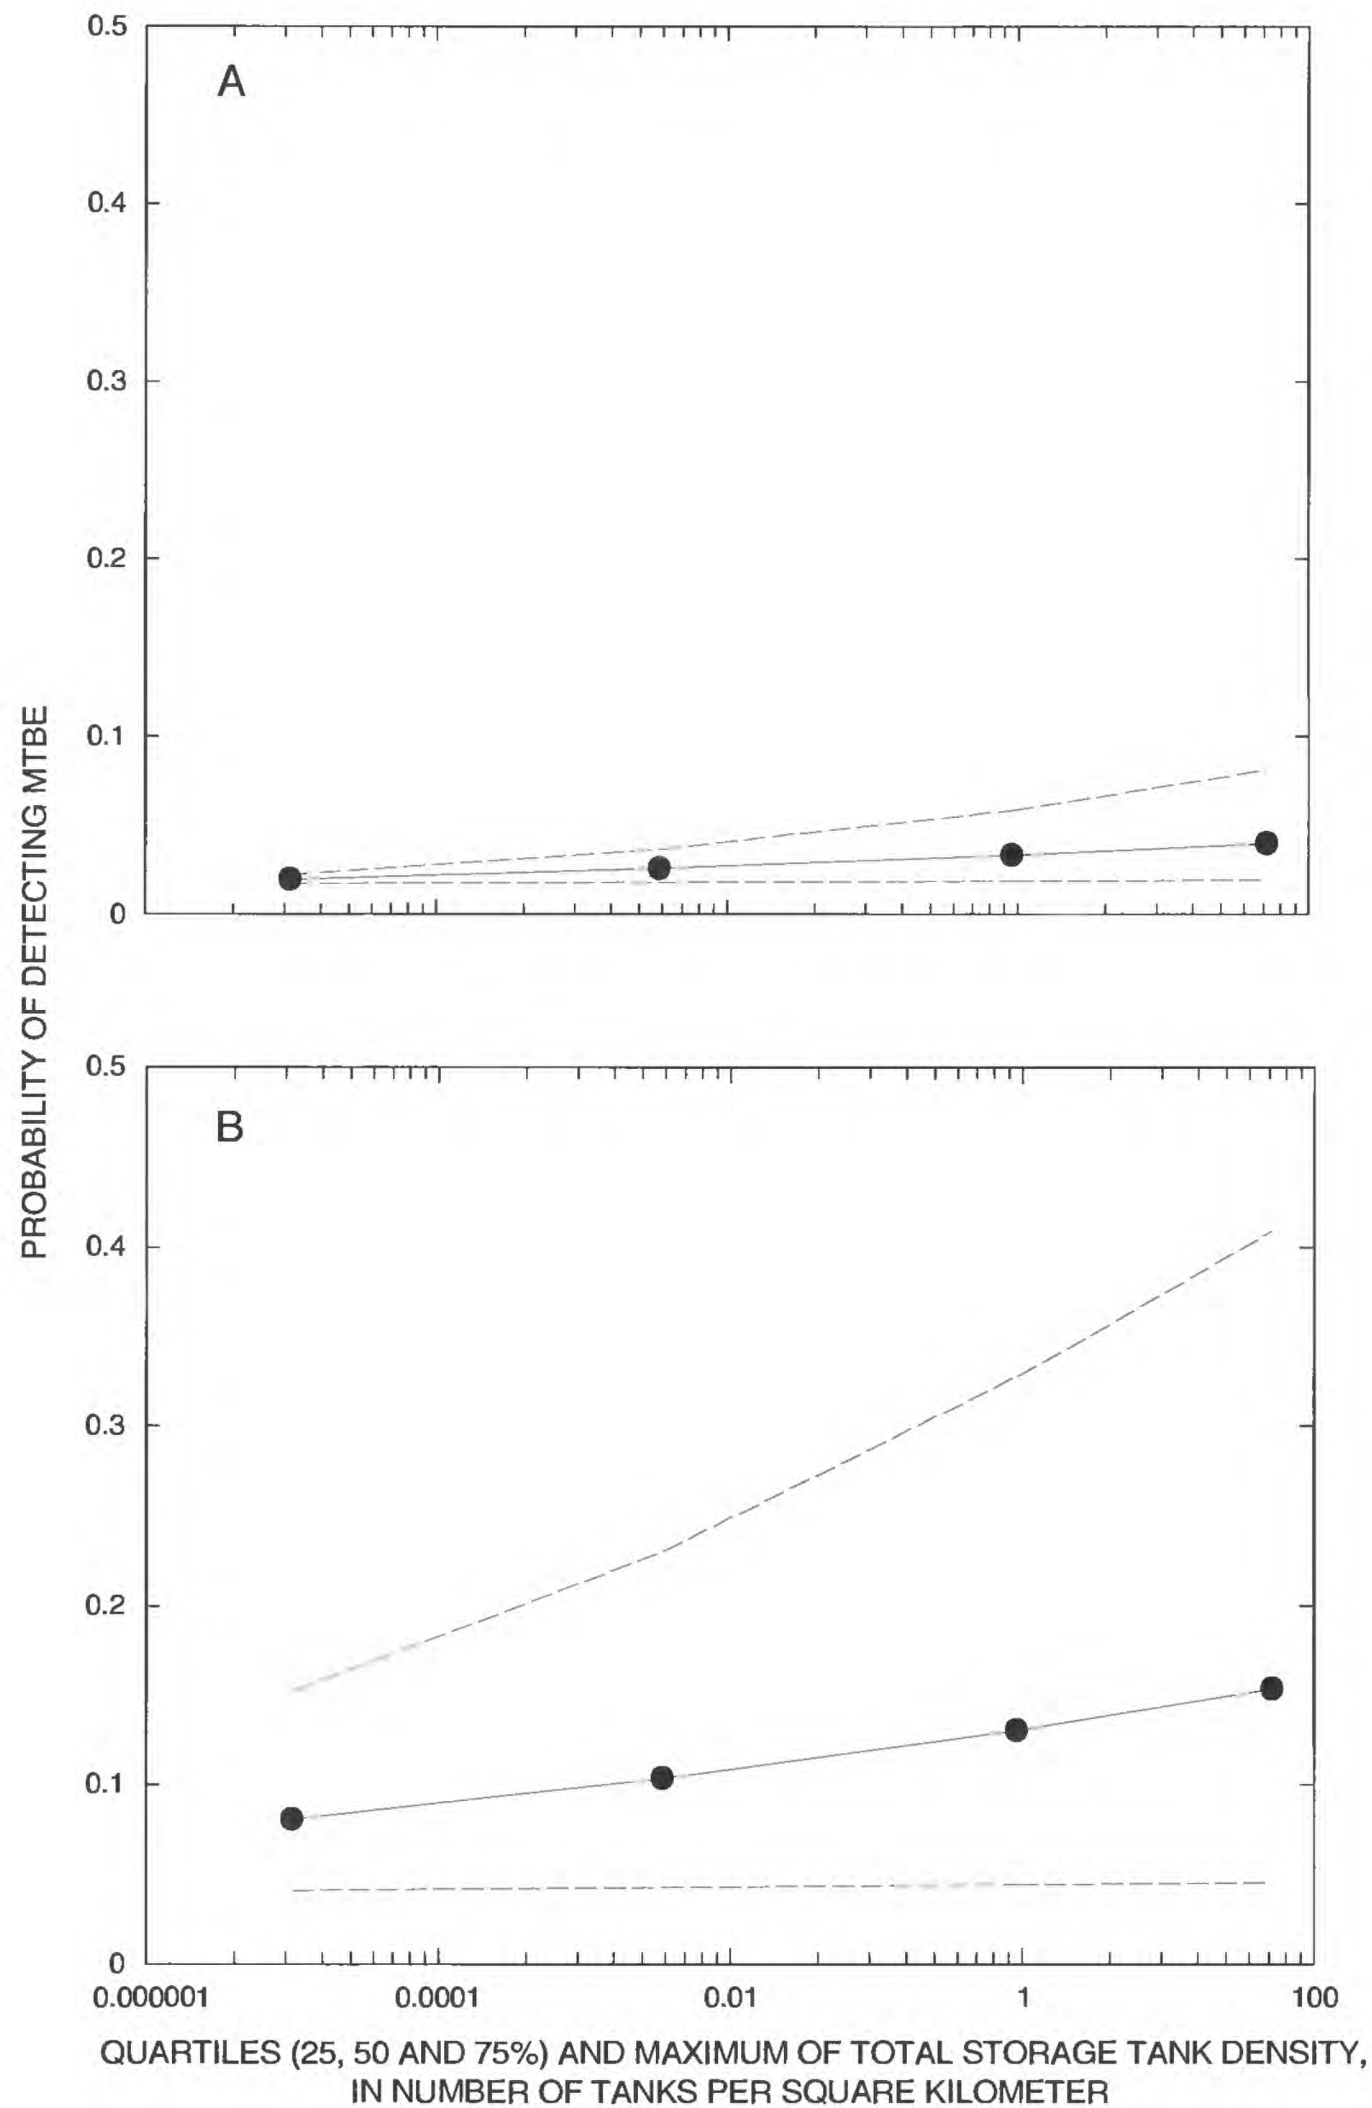 0.5
A
0.4
0.3
0.2
0.1
0
PROBABILITY OF DETECTING MTBE
0.5
B
0.4
0.3
0.2
0.1
0
0.000001 0.0001 0.01 1 100
QUARTILES (25, 50 AND 75%) AND MAXIMUM OF TOTAL STORAGE TANK DENSITY,
IN NUMBER OF TANKS PER SQUARE KILOMETER